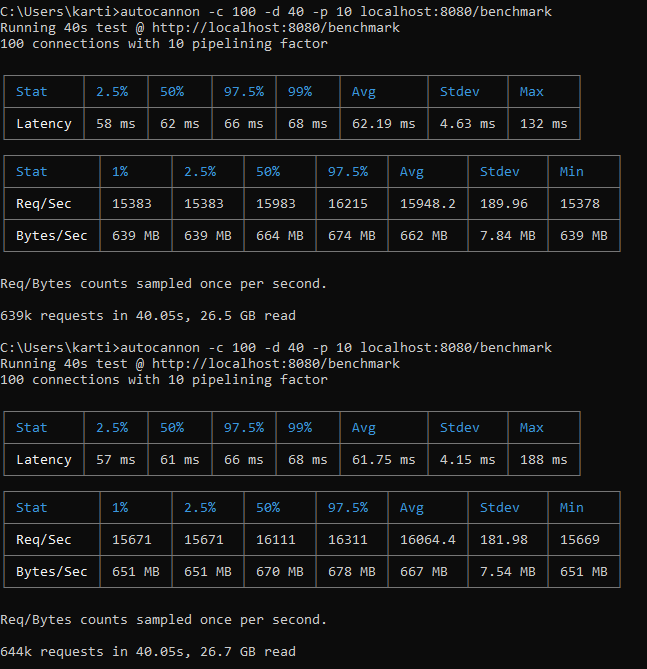 C:\Users\karti>autocannon -c 100 -d 40 -p 10 localhost:8080/benchmark
Running 40s test @ http://localhost:8080/benchmark
100 connections with 10 pipelining factor
Stat 2.5% 50% 97.5% 99% Avg Stdev Max
Latency 58 ms 62 ms 66 ms 68 ms 62.19 ms 4.63 ms 132 ms
Stat 1% 2.5% 50% 97.5% Avg Stdev Min
Req/Sec 15383 15383 15983 16215 15948.2 189.96 15378
Bytes/Sec 639 MB 639 MB 664 MB 674 MB 662 MB 7.84 MB 639 MB
Req/Bytes counts sampled once per second.
639k requests in 40.05s, 26.5 GB read
C:\Users\karti>autocannon -c 100 -d 40 -p 10 localhost:8080/benchmark
Running 40s test @ http://localhost:8080/benchmark
100 connections with 10 pipelining factor
Stat 2.5% 50% 97.5% 99% Avg Stdev Max
Latency 57 ms 61 ms 66 ms 68 ms 61.75 ms 4.15 ms 188 ms
Stat 1% 2.5% 50% 97.5% Avg Stdev Min
Req/Sec 15671 15671 16111 16311 16064.4 181.98 15669
Bytes/Sec 651 MB 651 MB 670 MB 678 MB 667 MB 7.54 MB 651 MB
Req/Bytes counts sampled once per second.
644k requests in 40.05s, 26.7 GB read